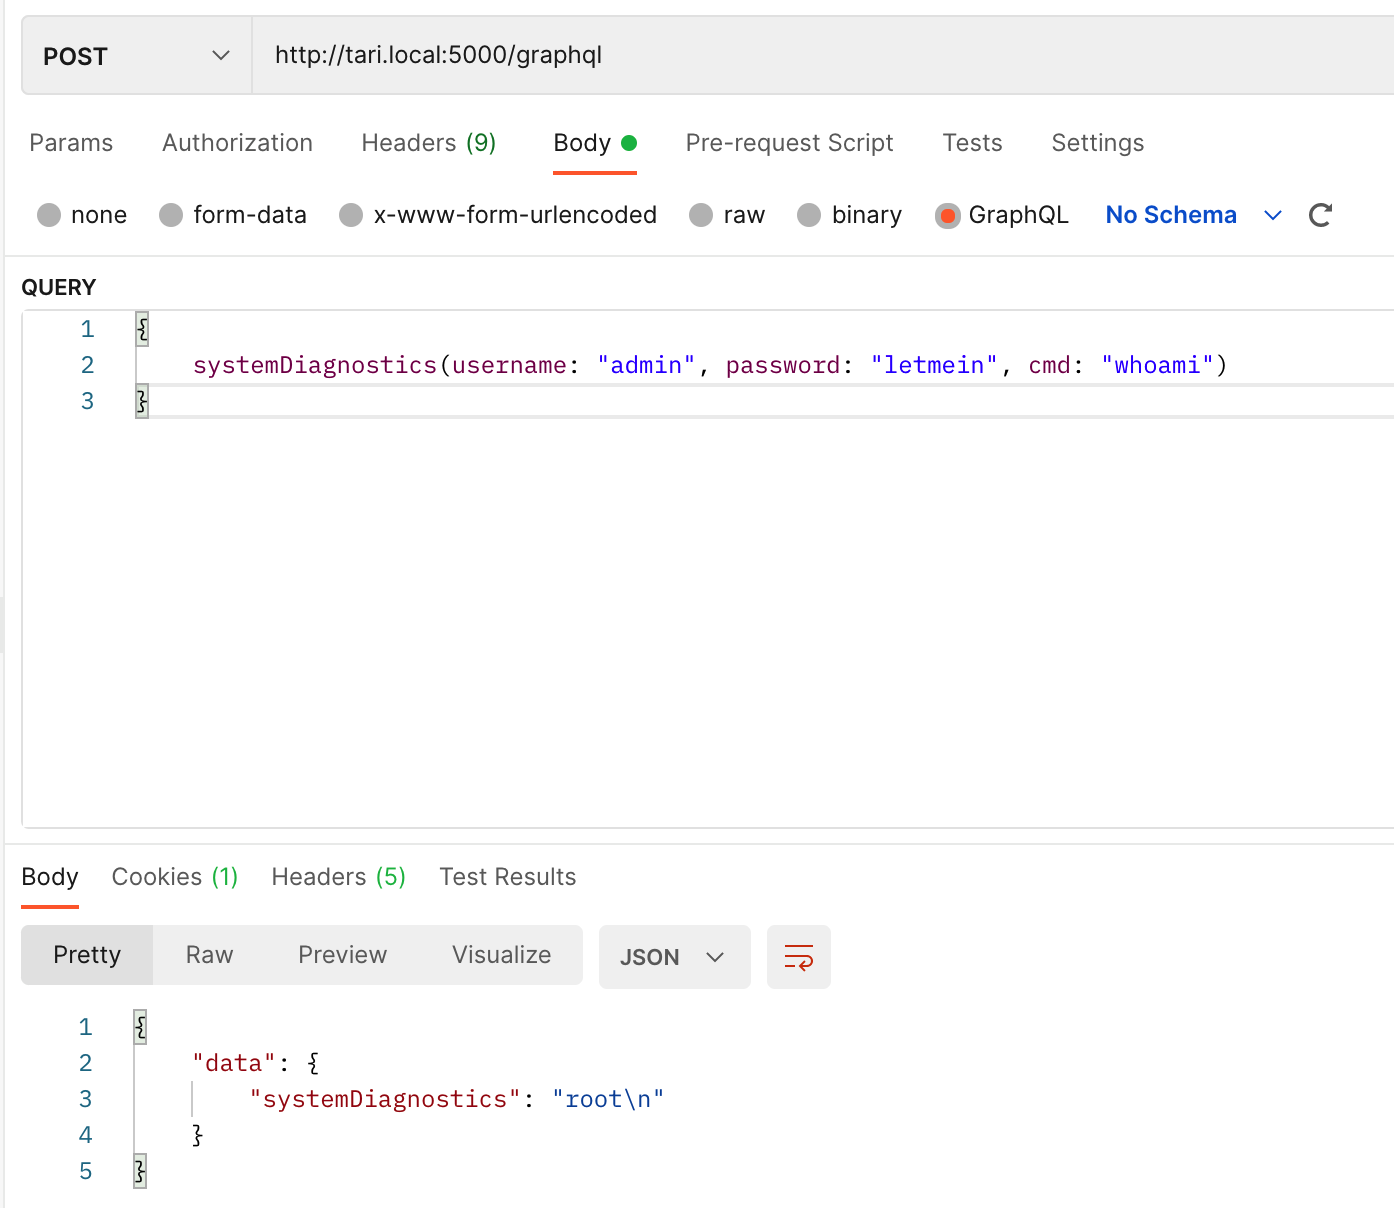 POST http://tari.local:5000/graphql
Params Authorization Headers (9) Body Pre-request Script Tests Settings
none form-data x-www-form-urlencoded raw binary GraphQL No Schema
QUERY
1 {
2 systemDiagnostics(username: "admin", password: "letmein", cmd: "whoami")
3 }
Body Cookies (1) Headers (5) Test Results
Pretty Raw Preview Visualize JSON
1 {
2 "data": {
3 "systemDiagnostics": "root\n"
4 }
5 }